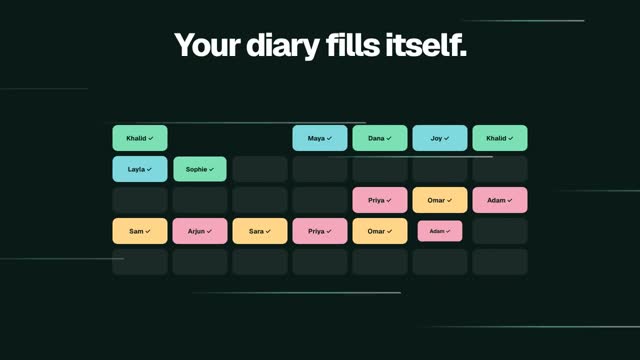 Your diary fills itself.
Khalid ✓ Maya ✓ Dana ✓ Joy ✓ Khalid ✓
Layla ✓ Sophie ✓
Priya ✓ Omar ✓ Adam ✓
Sam ✓ Arjun ✓ Sara ✓ Priya ✓ Omar ✓ Adam ✓